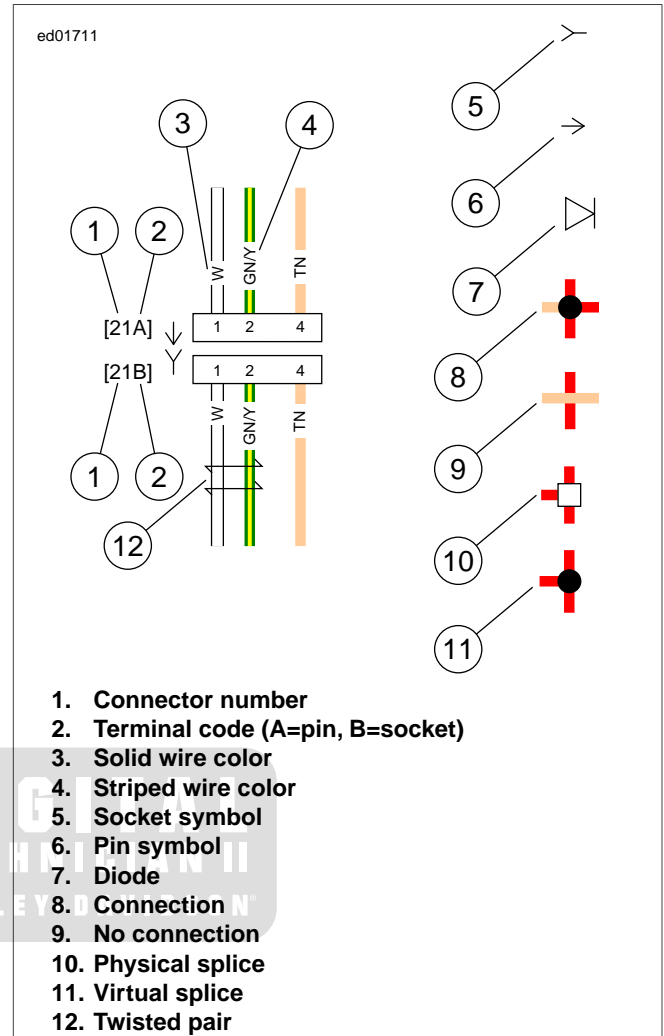 ed01711
3 4 5
6
1 2
7
W GN/Y TN
[21A] 1 2 4
[21B] 1 2 4
W GN/Y TN
8
1 2
9
12
10
11
1. Connector number
2. Terminal code (A=pin, B=socket)
3. Solid wire color
4. Striped wire color
5. Socket symbol
6. Pin symbol
7. Diode
8. Connection
9. No connection
10. Physical splice
11. Virtual splice
12. Twisted pair